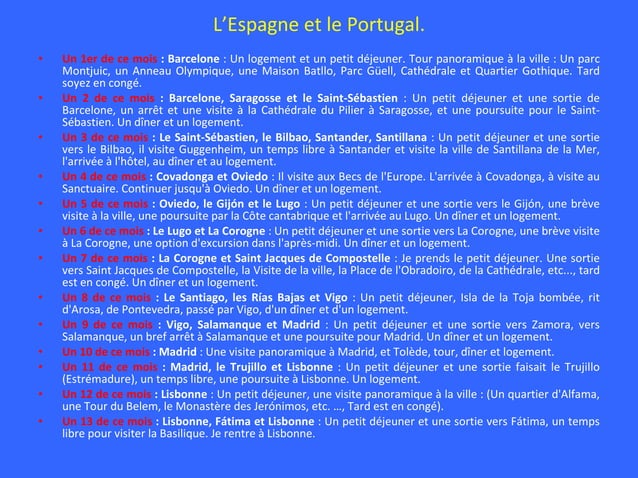 L’Espagne et le Portugal.
• Un 1er de ce mois : Barcelone : Un logement et un petit déjeuner. Tour panoramique à la ville : Un parc
Montjuic, un Anneau Olympique, une Maison Batllo, Parc Güell, Cathédrale et Quartier Gothique. Tard
soyez en congé.
• Un 2 de ce mois : Barcelone, Saragosse et le Saint-Sébastien : Un petit déjeuner et une sortie de
Barcelone, un arrêt et une visite à la Cathédrale du Pilier à Saragosse, et une poursuite pour le Saint-
Sébastien. Un dîner et un logement.
• Un 3 de ce mois : Le Saint-Sébastien, le Bilbao, Santander, Santillana : Un petit déjeuner et une sortie
vers le Bilbao, il visite Guggenheim, un temps libre à Santander et visite la ville de Santillana de la Mer,
l'arrivée à l'hôtel, au dîner et au logement.
• Un 4 de ce mois : Covadonga et Oviedo : Il visite aux Becs de l'Europe. L'arrivée à Covadonga, à visite au
Sanctuaire. Continuer jusqu'à Oviedo. Un dîner et un logement.
• Un 5 de ce mois : Oviedo, le Gijón et le Lugo : Un petit déjeuner et une sortie vers le Gijón, une brève
visite à la ville, une poursuite par la Côte cantabrique et l'arrivée au Lugo. Un dîner et un logement.
• Un 6 de ce mois : Le Lugo et La Corogne : Un petit déjeuner et une sortie vers La Corogne, une brève visite
à La Corogne, une option d'excursion dans l'après-midi. Un dîner et un logement.
• Un 7 de ce mois : La Corogne et Saint Jacques de Compostelle : Je prends le petit déjeuner. Une sortie
vers Saint Jacques de Compostelle, la Visite de la ville, la Place de l'Obradoiro, de la Cathédrale, etc..., tard
est en congé. Un dîner et un logement.
• Un 8 de ce mois : Le Santiago, les Rías Bajas et Vigo : Un petit déjeuner, Isla de la Toja bombée, rit
d'Arosa, de Pontevedra, passé par Vigo, d'un dîner et d'un logement.
• Un 9 de ce mois : Vigo, Salamanque et Madrid : Un petit déjeuner et une sortie vers Zamora, vers
Salamanque, un bref arrêt à Salamanque et une poursuite pour Madrid. Un dîner et un logement.
• Un 10 de ce mois : Madrid : Une visite panoramique à Madrid, et Tolède, tour, dîner et logement.
• Un 11 de ce mois : Madrid, le Trujillo et Lisbonne : Un petit déjeuner et une sortie faisait le Trujillo
(Estrémadure), un temps libre, une poursuite à Lisbonne. Un logement.
• Un 12 de ce mois : Lisbonne : Un petit déjeuner, une visite panoramique à la ville : (Un quartier d'Alfama,
une Tour du Belem, le Monastère des Jerónimos, etc. …, Tard est en congé).
• Un 13 de ce mois : Lisbonne, Fátima et Lisbonne : Un petit déjeuner et une sortie vers Fátima, un temps
libre pour visiter la Basilique. Je rentre à Lisbonne.